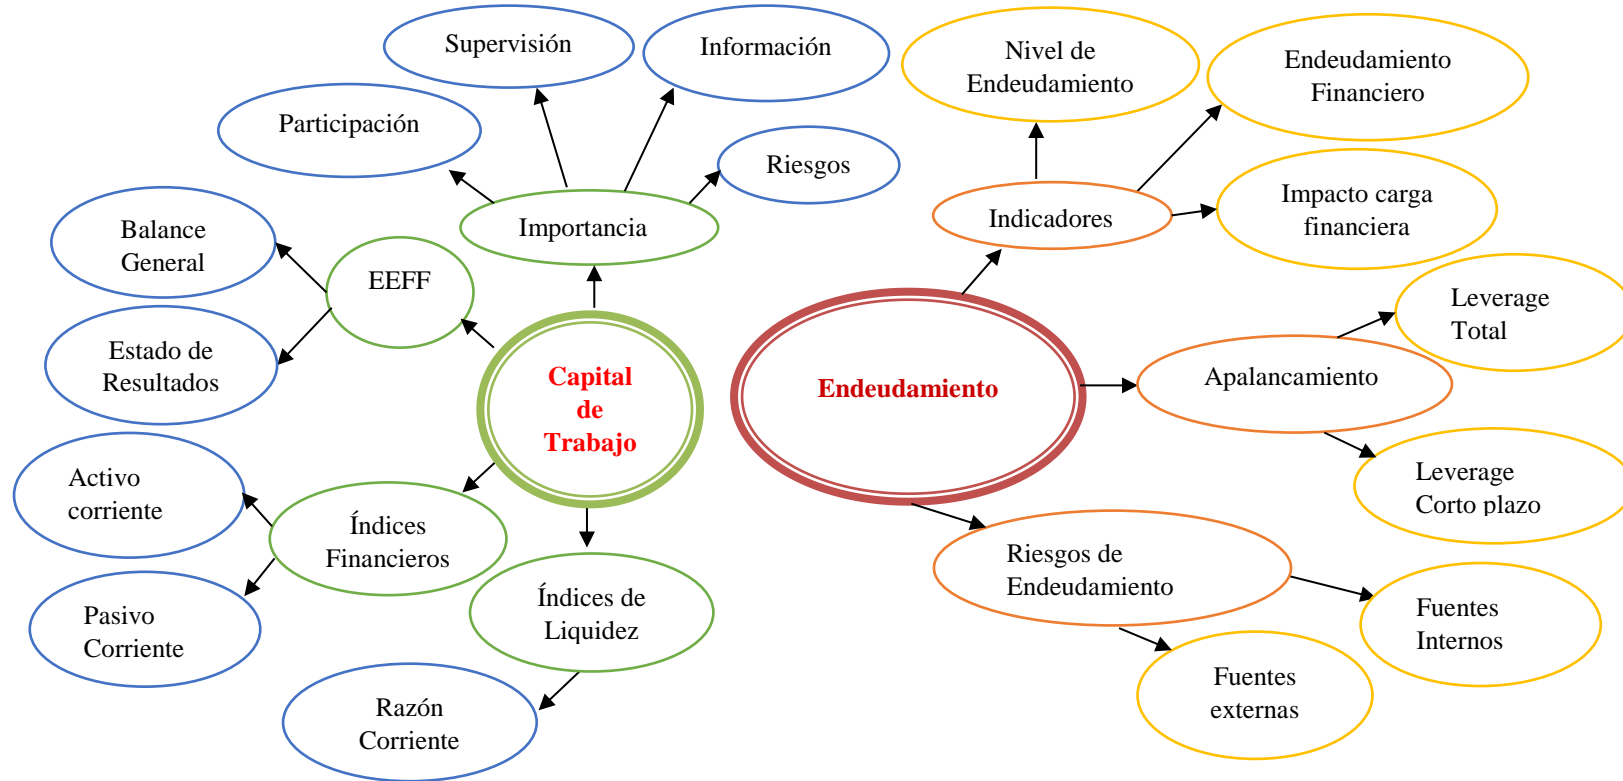 Supervisión
Información
Participación
Riesgos
Importancia
Balance
General
EEFF
Estado de
Resultados
Capital
de
Trabajo
Activo
corriente
Índices
Financieros
Pasivo
Corriente
Índices de
Liquidez
Razón
Corriente
Nivel de
Endeudamiento
Endeudamiento
Financiero
Indicadores
Impacto carga
financiera
Endeudamiento
Apalancamiento
Leverage
Total
Leverage
Corto plazo
Riesgos de
Endeudamiento
Fuentes
Internos
Fuentes
externas